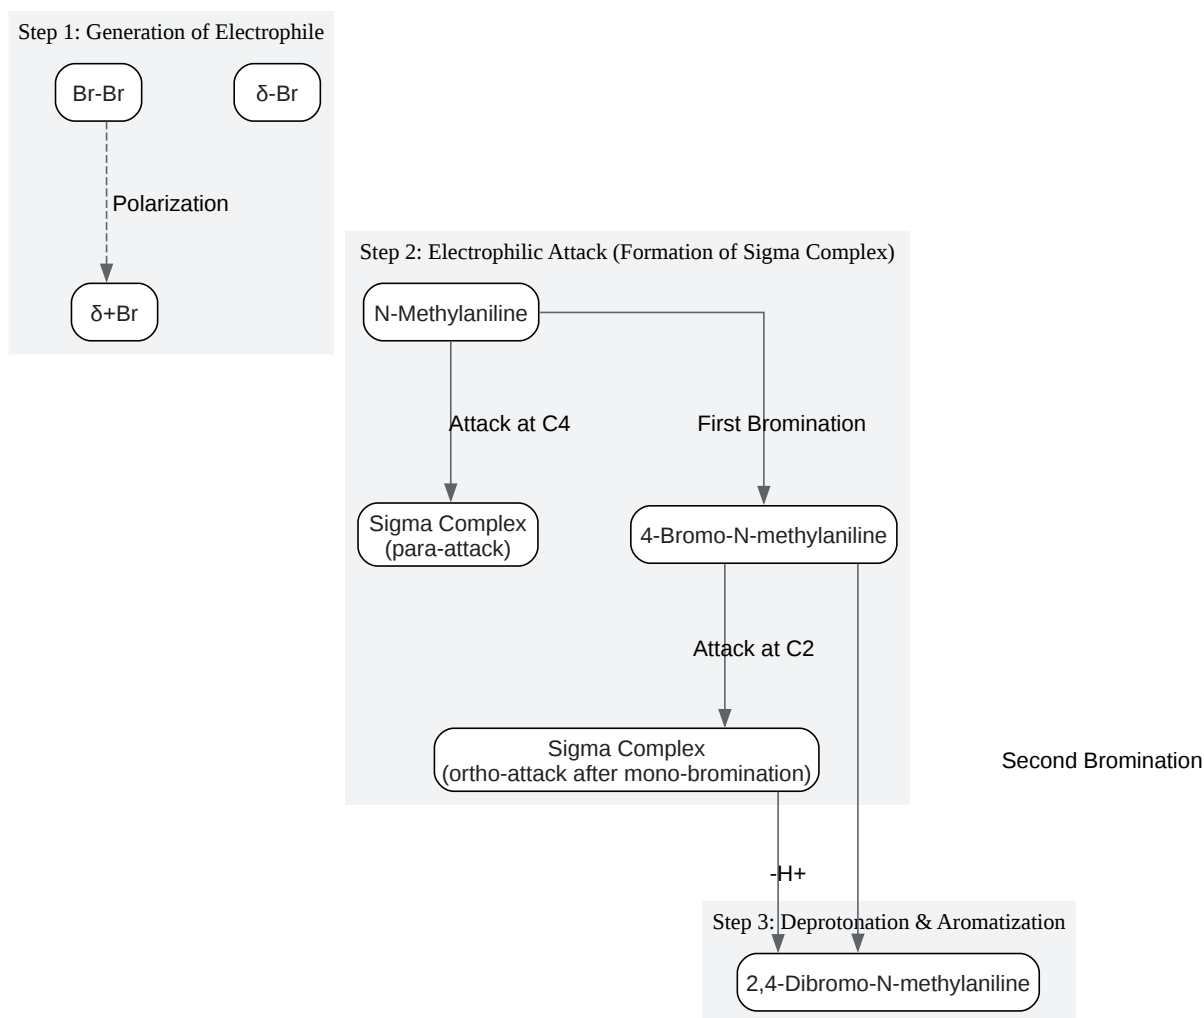 Step 1: Generation of Electrophile
Br-Br
δ-Br
Polarization
δ+Br
Step 2: Electrophilic Attack (Formation of Sigma Complex)
N-Methylaniline
Attack at C4
First Bromination
Sigma Complex
(para-attack)
4-Bromo-N-methylaniline
Attack at C2
Sigma Complex
(ortho-attack after mono-bromination)
Second Bromination
-H+
Step 3: Deprotonation & Aromatization
2,4-Dibromo-N-methylaniline